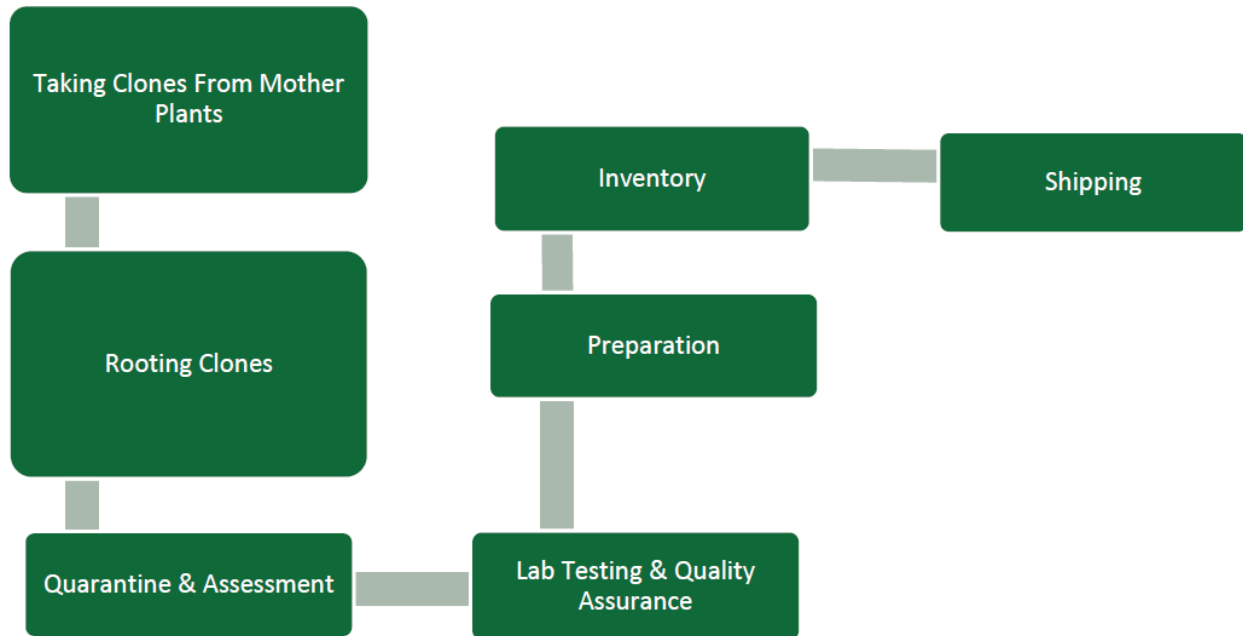 Taking Clones From Mother
Plants
Rooting Clones
Quarantine & Assessment
Lab Testing & Quality
Assurance
Preparation
Inventory
Shipping